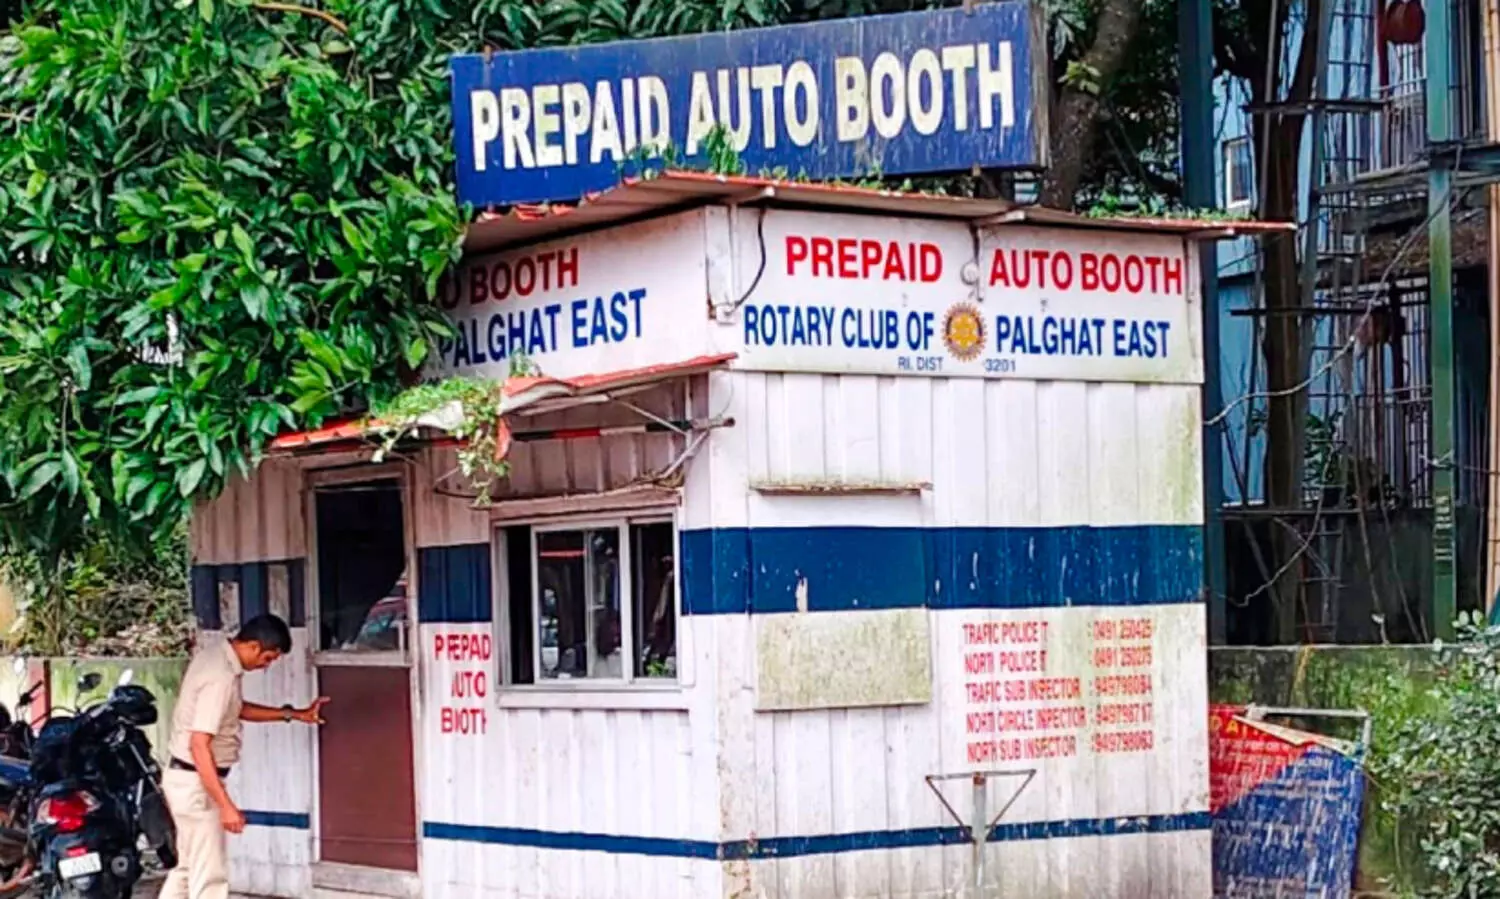 PREPAID AUTO BOOTH
O BOOTH
PALGHAT EAST
PREPAID AUTO BOOTH
ROTARY CLUB OF PALGHAT EAST
RI. DIST 3201
PREPAID
AUTO
BOOTH
TRAFIC POLICE
NORTH POLICE
TRAFIC SUB INSPECTOR
NORTH CIRCLE INSPECTOR
NORTH SUB INSPECTOR